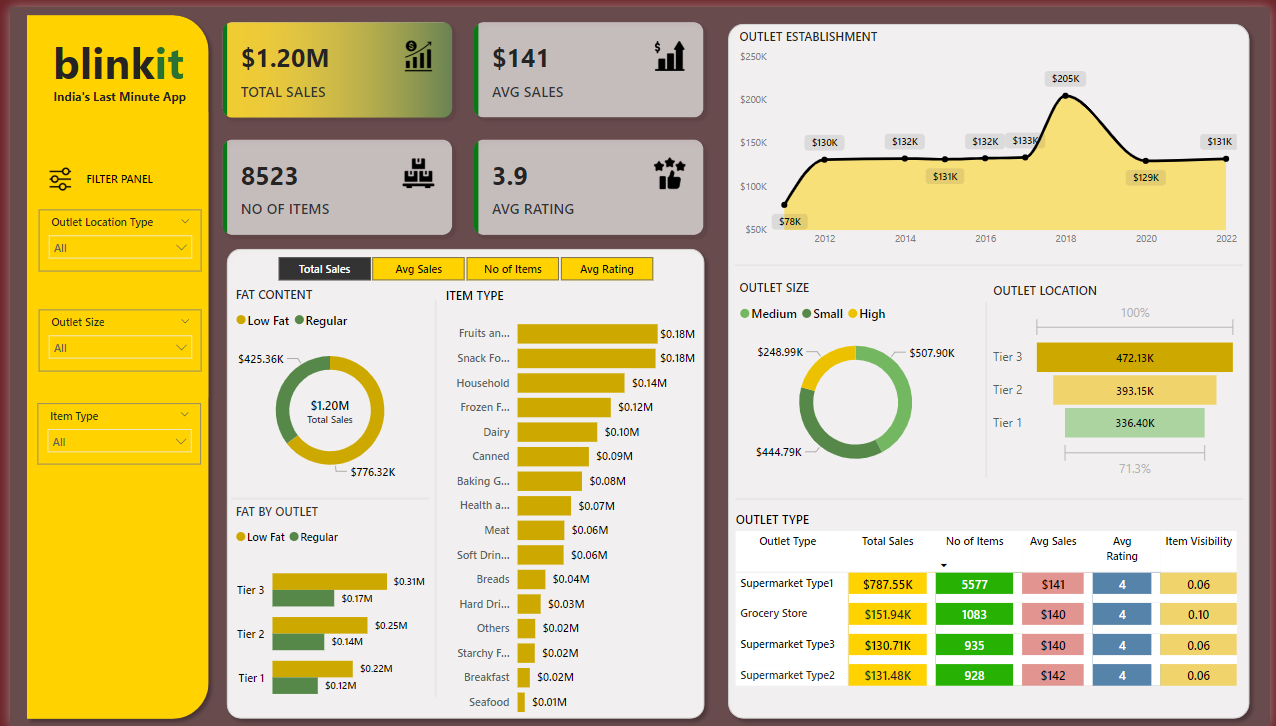 blinkit
India's Last Minute App
FILTER PANEL
Outlet Location Type
All
Outlet Size
All
Item Type
All
$1.20M
TOTAL SALES
$141
AVG SALES
8523
NO OF ITEMS
3.9
AVG RATING
Total Sales
Avg Sales
No of Items
Avg Rating
FAT CONTENT
Low Fat Regular
$425.36K
$1.20M
Total Sales
$776.32K
FAT BY OUTLET
Low Fat Regular
Tier 3 $0.31M
$0.17M
Tier 2 $0.25M
$0.14M
Tier 1 $0.22M
$0.12M
ITEM TYPE
Fruits an... $0.18M
Snack Fo... $0.18M
Household $0.14M
Frozen F... $0.12M
Dairy $0.10M
Canned $0.09M
Baking G... $0.08M
Health a... $0.07M
Meat $0.06M
Soft Drin... $0.06M
Breads $0.04M
Hard Dri... $0.03M
Others $0.02M
Starchy F... $0.02M
Breakfast $0.02M
Seafood $0.01M
OUTLET ESTABLISHMENT
$250K
$200K
$150K
$100K
$50K
$78K
$130K
$132K
$131K
$132K
$133K
$205K
$129K
$131K
2012 2014 2016 2018 2020 2022
OUTLET SIZE
Medium Small High
$248.99K
$507.90K
$444.79K
OUTLET LOCATION
100%
Tier 3 472.13K
Tier 2 393.15K
Tier 1 336.40K
71.3%
OUTLET TYPE
Outlet Type Total Sales No of Items Avg Sales Avg Rating Item Visibility
Supermarket Type1 $787.55K 5577 $141 4 0.06
Grocery Store $151.94K 1083 $140 4 0.10
Supermarket Type3 $130.71K 935 $140 4 0.06
Supermarket Type2 $131.48K 928 $142 4 0.06